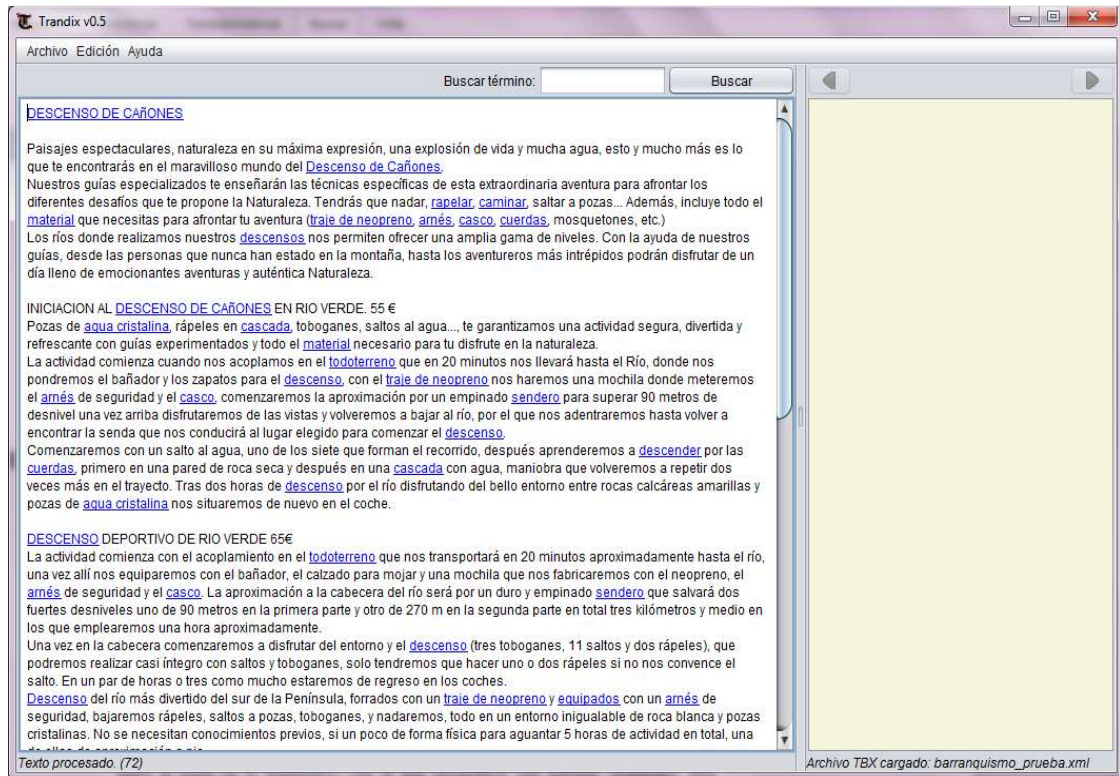 Trandix v0.5
Archivo Edición Ayuda
Buscar término: Buscar
DESCENSO DE CAñONES
Paisajes espectaculares, naturaleza en su máxima expresión, una explosión de vida y mucha agua, esto y mucho más es lo
que te encontrarás en el maravilloso mundo del Descenso de Cañones.
Nuestros guías especializados te enseñarán las técnicas específicas de esta extraordinaria aventura para afrontar los
diferentes desafíos que te propone la Naturaleza. Tendrás que nadar, rapelar, caminar, saltar a pozas... Además, incluye todo el
material que necesitas para afrontar tu aventura (traje de neopreno, arnés, casco, cuerdas, mosquetones, etc.)
Los ríos donde realizamos nuestros descensos nos permiten ofrecer una amplia gama de niveles. Con la ayuda de nuestros
guías, desde las personas que nunca han estado en la montaña, hasta los aventureros más intrépidos podrán disfrutar de un
día lleno de emocionantes aventuras y auténtica Naturaleza.
INICIACION AL DESCENSO DE CAñONES EN RIO VERDE. 55 €
Pozas de agua cristalina, rápeles en cascada, toboganes, saltos al agua..., te garantizamos una actividad segura, divertida y
refrescante con guías experimentados y todo el material necesario para tu disfrute en la naturaleza.
La actividad comienza cuando nos acoplamos en el todoterreno que en 20 minutos nos llevará hasta el Río, donde nos
pondremos el bañador y los zapatos para el descenso, con el traje de neopreno nos haremos una mochila donde meteremos
el arnés de seguridad y el casco, comenzaremos la aproximación por un empinado sendero para superar 90 metros de
desnivel una vez arriba disfrutaremos de las vistas y volveremos a bajar al río, por el que nos adentraremos hasta volver a
encontrar la senda que nos conducirá al lugar elegido para comenzar el descenso.
Comenzaremos con un salto al agua, uno de los siete que forman el recorrido, después aprenderemos a descender por las
cuerdas, primero en una pared de roca seca y después en una cascada con agua, maniobra que volveremos a repetir dos
veces más en el trayecto. Tras dos horas de descenso por el río disfrutando del bello entorno entre rocas calcáreas amarillas y
pozas de agua cristalina nos situaremos de nuevo en el coche.
DESCENSO DEPORTIVO DE RIO VERDE 65€
La actividad comienza con el acoplamiento en el todoterreno que nos transportará en 20 minutos aproximadamente hasta el río,
una vez allí nos equiparemos con el bañador, el calzado para mojar y una mochila que nos fabricaremos con el neopreno, el
arnés de seguridad y el casco. La aproximación a la cabecera del río será por un duro y empinado sendero que salvará dos
fuertes desniveles uno de 90 metros en la primera parte y otro de 270 m en la segunda parte en total tres kilómetros y medio en
los que emplearemos una hora aproximadamente.
Una vez en la cabecera comenzaremos a disfrutar del entorno y el descenso (tres toboganes, 11 saltos y dos rápeles), que
podremos realizar casi íntegro con saltos y toboganes, solo tendremos que hacer uno o dos rápeles si no nos convence el
salto. En un par de horas o tres como mucho estaremos de regreso en los coches.
Descenso del río más divertido del sur de la Península, forrados con un traje de neopreno y equipados con un arnés de
seguridad, bajaremos rápeles, saltos a pozas, toboganes, y nadaremos, todo en un entorno inigualable de roca blanca y pozas
cristalinas. No se necesitan conocimientos previos, si un poco de forma física para aguantar 5 horas de actividad en total, una
Texto procesado. (72)
Archivo TBX cargado: barranquismo_prueba.xml